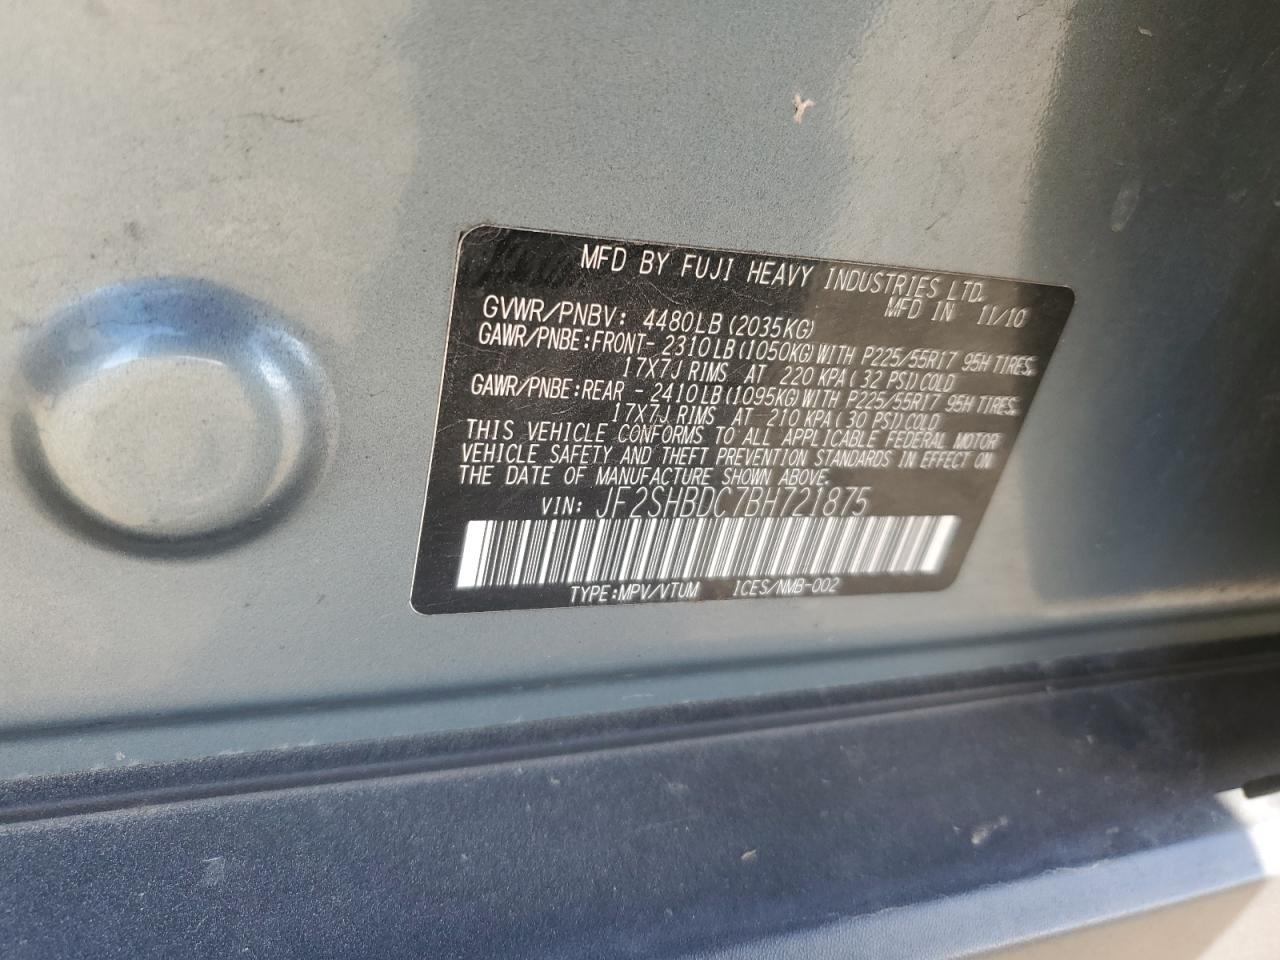 MFD BY FUJI HEAVY INDUSTRIES LTD.
MFD IN 11/10
GVWR/PNBV: 4480LB(2035KG)
GAWR/PNBE:FRONT- 2310LB(1050KG)WITH P225/55R17 95H TIRES,
17X7J RIMS AT 220 KPA( 32 PSI)COLD
GAWR/PNBE:REAR - 2410LB(1095KG)WITH P225/55R17 95H TIRES,
17X7J RIMS AT 210 KPA( 30 PSI)COLD
THIS VEHICLE CONFORMS TO ALL APPLICABLE FEDERAL MOTOR
VEHICLE SAFETY AND THEFT PREVENTION STANDARDS IN EFFECT ON
THE DATE OF MANUFACTURE SHOWN ABOVE.
VIN: JF2SHBDC7BH721875
TYPE:MPV/VTUM ICES/NMB-002